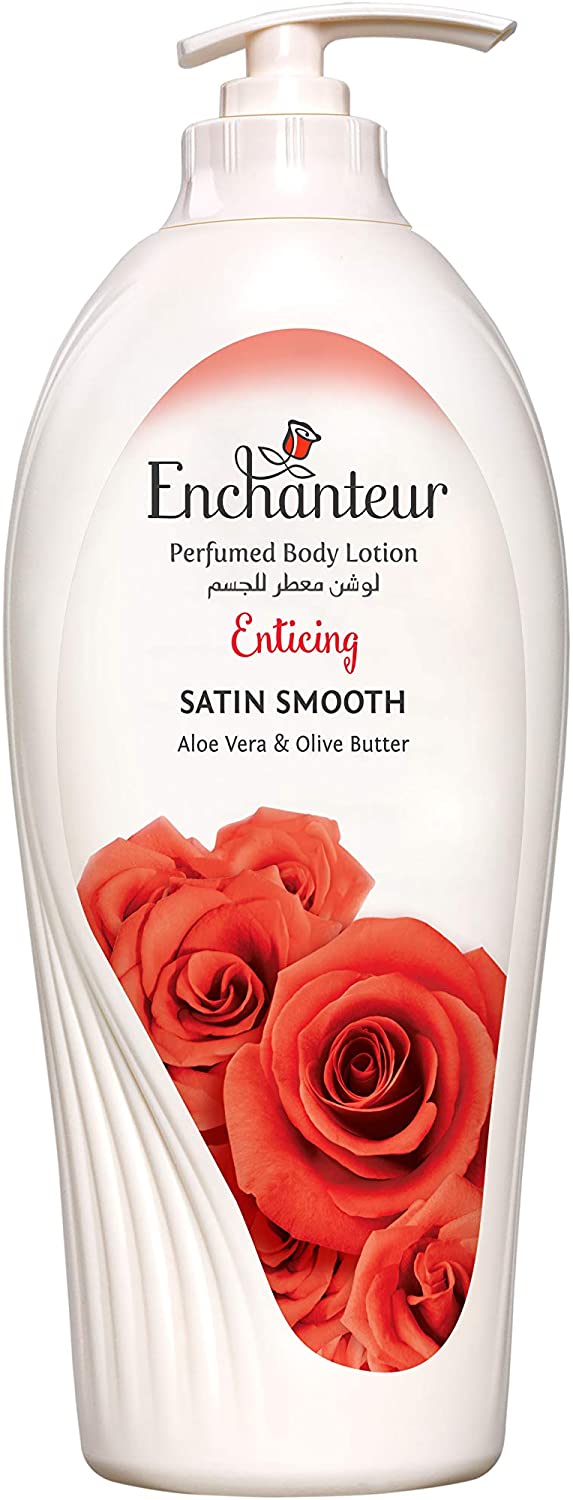 Enchanteur
Perfumed Body Lotion
لوشن معطر للجسم
Enticing
SATIN SMOOTH
Aloe Vera & Olive Butter